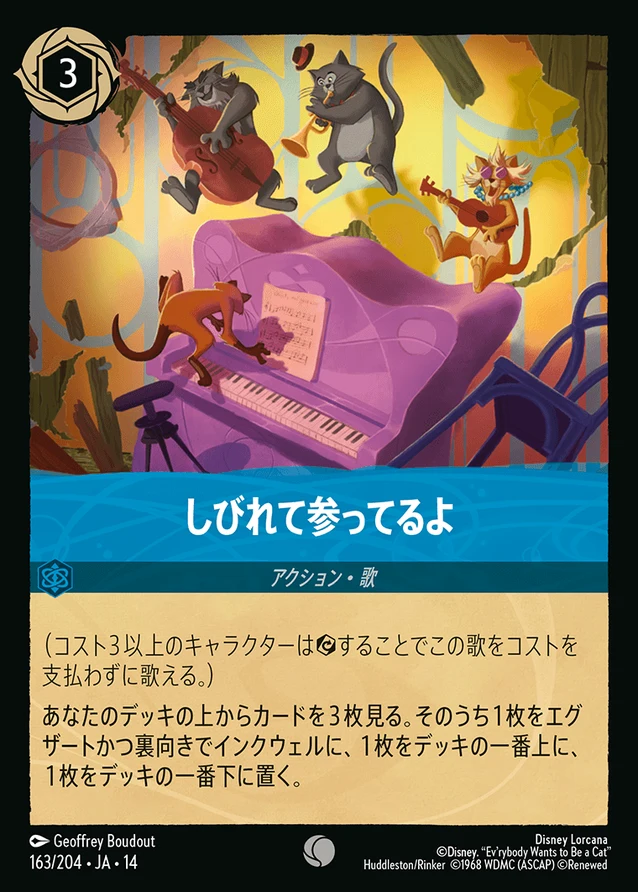 3
しびれて参ってるよ
アクション・歌
(コスト3以上のキャラクターはすることでこの歌をコストを
支払わずに歌える。)
あなたのデッキの上からカードを3枚見る。そのうち1枚をエグ
ザートかつ裏向きでインクウェルに、1枚をデッキの一番上に、
1枚をデッキの一番下に置く。
Geoffrey Boudout
163/204・JA・14
Disney Lorcana
©Disney. “Ev'rybody Wants to Be a Cat”
Huddleston/Rinker ©1968 WDMC (ASCAP) ©Renewed